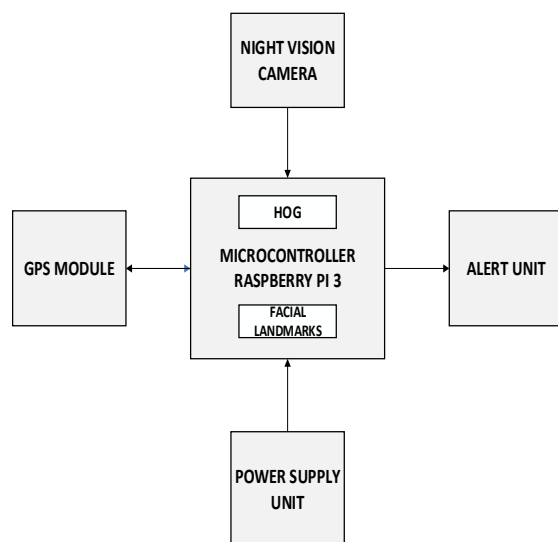 NIGHT VISION
CAMERA
HOG
GPS MODULE
MICROCONTROLLER
RASPBERRY PI 3
ALERT UNIT
FACIAL
LANDMARKS
POWER SUPPLY
UNIT